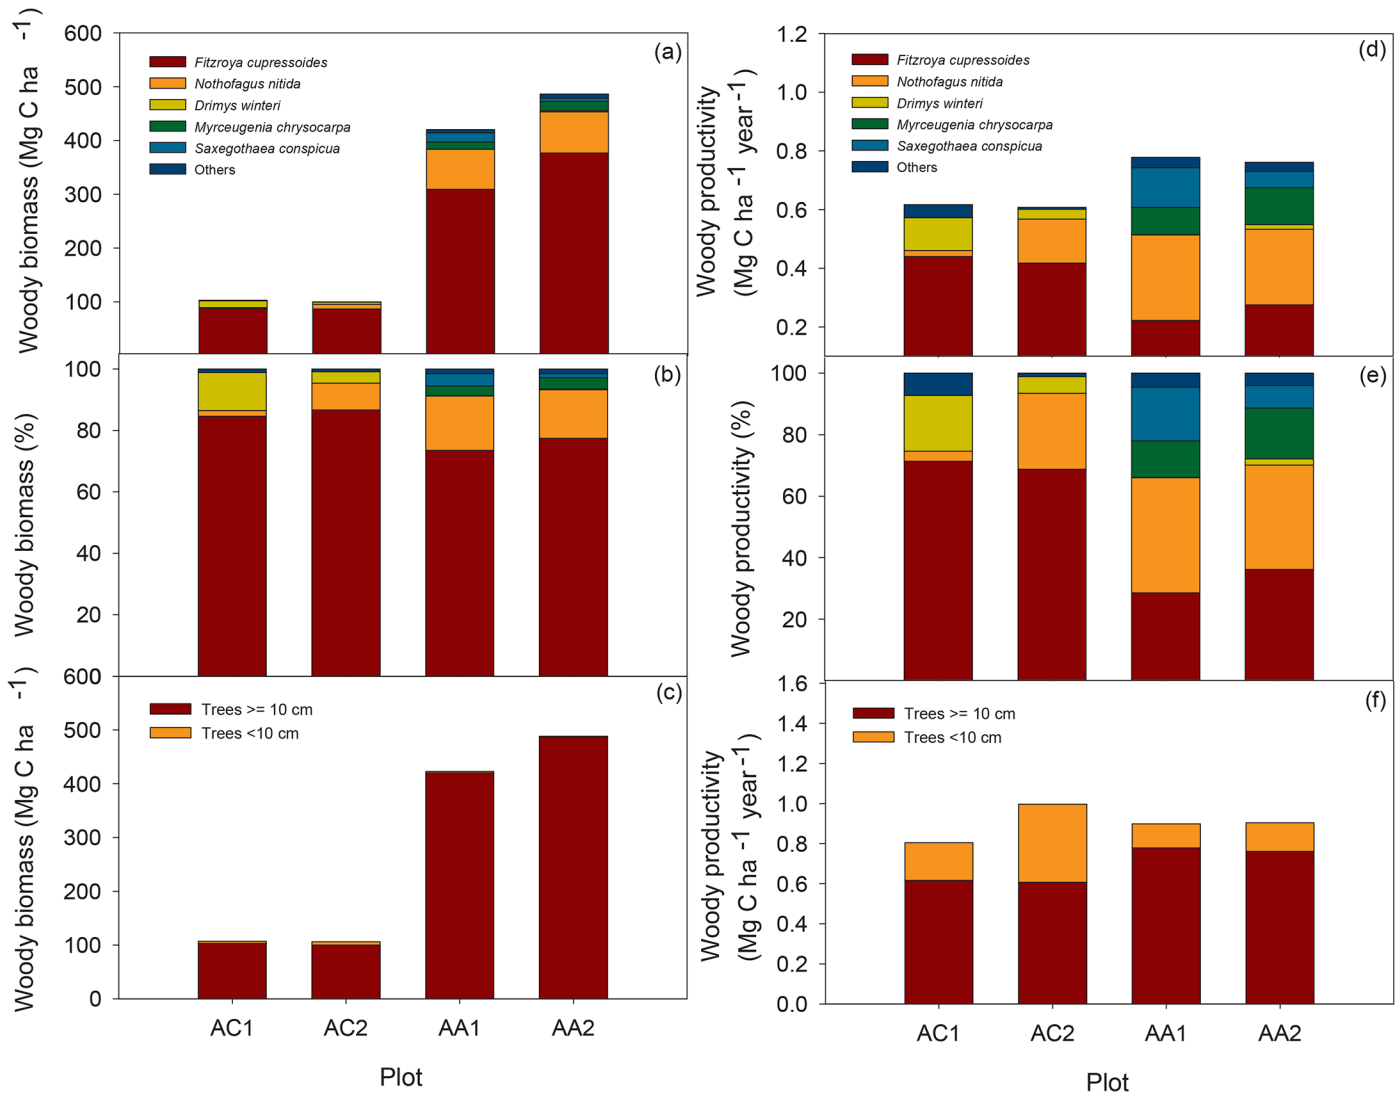 Woody biomass (Mg C ha -1)
600
500
400
300
200
100
(a)
Fitzroya cupressoides
Nothofagus nitida
Drimys winteri
Myrceugenia chrysocarpa
Saxegothaea conspicua
Others
Woody biomass (%)
100
80
60
40
20
(b)
Woody biomass (Mg C ha -1)
600
500
400
300
200
100
0
(c)
Trees >= 10 cm
Trees <10 cm
AC1 AC2 AA1 AA2
Plot
Woody productivity
(Mg C ha -1 year-1)
1.2
1.0
0.8
0.6
0.4
0.2
(d)
Fitzroya cupressoides
Nothofagus nitida
Drimys winteri
Myrceugenia chrysocarpa
Saxegothaea conspicua
Others
Woody productivity (%)
100
80
60
40
20
(e)
Woody productivity
(Mg C ha -1 year-1)
1.6
1.4
1.2
1.0
0.8
0.6
0.4
0.2
0.0
(f)
Trees >= 10 cm
Trees <10 cm
AC1 AC2 AA1 AA2
Plot